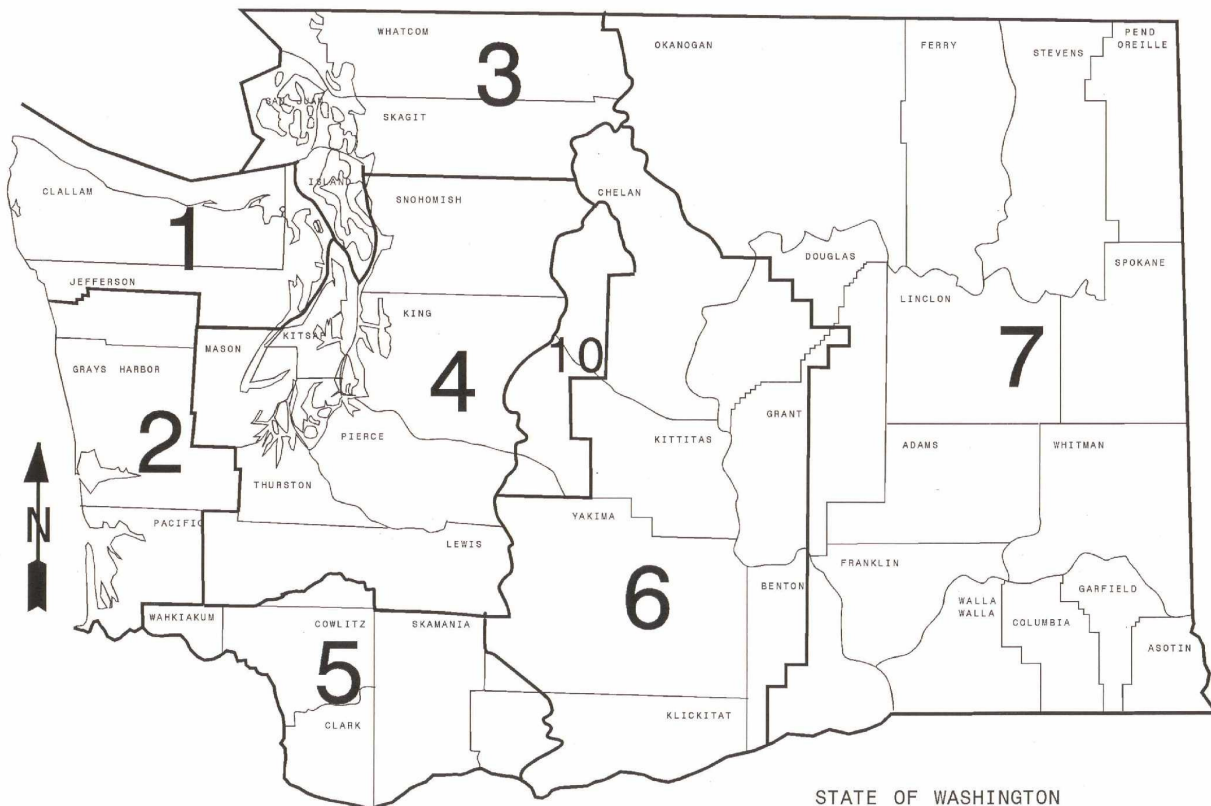 WHATCOM
3
OKANOGAN
FERRY
STEVENS
PEND
OREILLE
SAN JUAN
SKAGIT
ISLAND
CLALLAM
1
SNOHOMISH
CHELAN
DOUGLAS
SPOKANE
JEFFERSON
LINCLON
KING
KITSAP
MASON
GRAYS HARBOR
4
10
7
GRANT
2
PIERCE
KITTITAS
ADAMS
WHITMAN
THURSTON
N
PACIFIC
YAKIMA
LEWIS
FRANKLIN
BENTON
6
WALLA
WALLA
GARFIELD
COLUMBIA
WAHKIAKUM
COWLITZ
SKAMANIA
ASOTIN
5
CLARK
KLICKITAT
STATE OF WASHINGTON